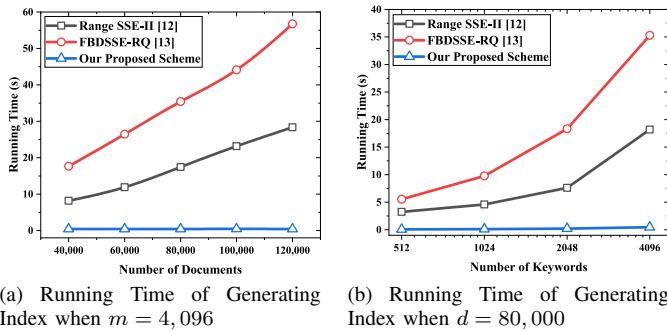 60
50
40
30
20
10
0
Running Time (s)
Range SSE-II [12]
FBDSSE-RQ [13]
Our Proposed Scheme
40,000 60,000 80,000 100,000 120,000
Number of Documents
(a) Running Time of Generating
Index when m = 4, 096
40
35
30
25
20
15
10
5
0
Running Time (s)
Range SSE-II [12]
FBDSSE-RQ [13]
Our Proposed Scheme
512 1024 2048 4096
Number of Keywords
(b) Running Time of Generating
Index when d = 80, 000